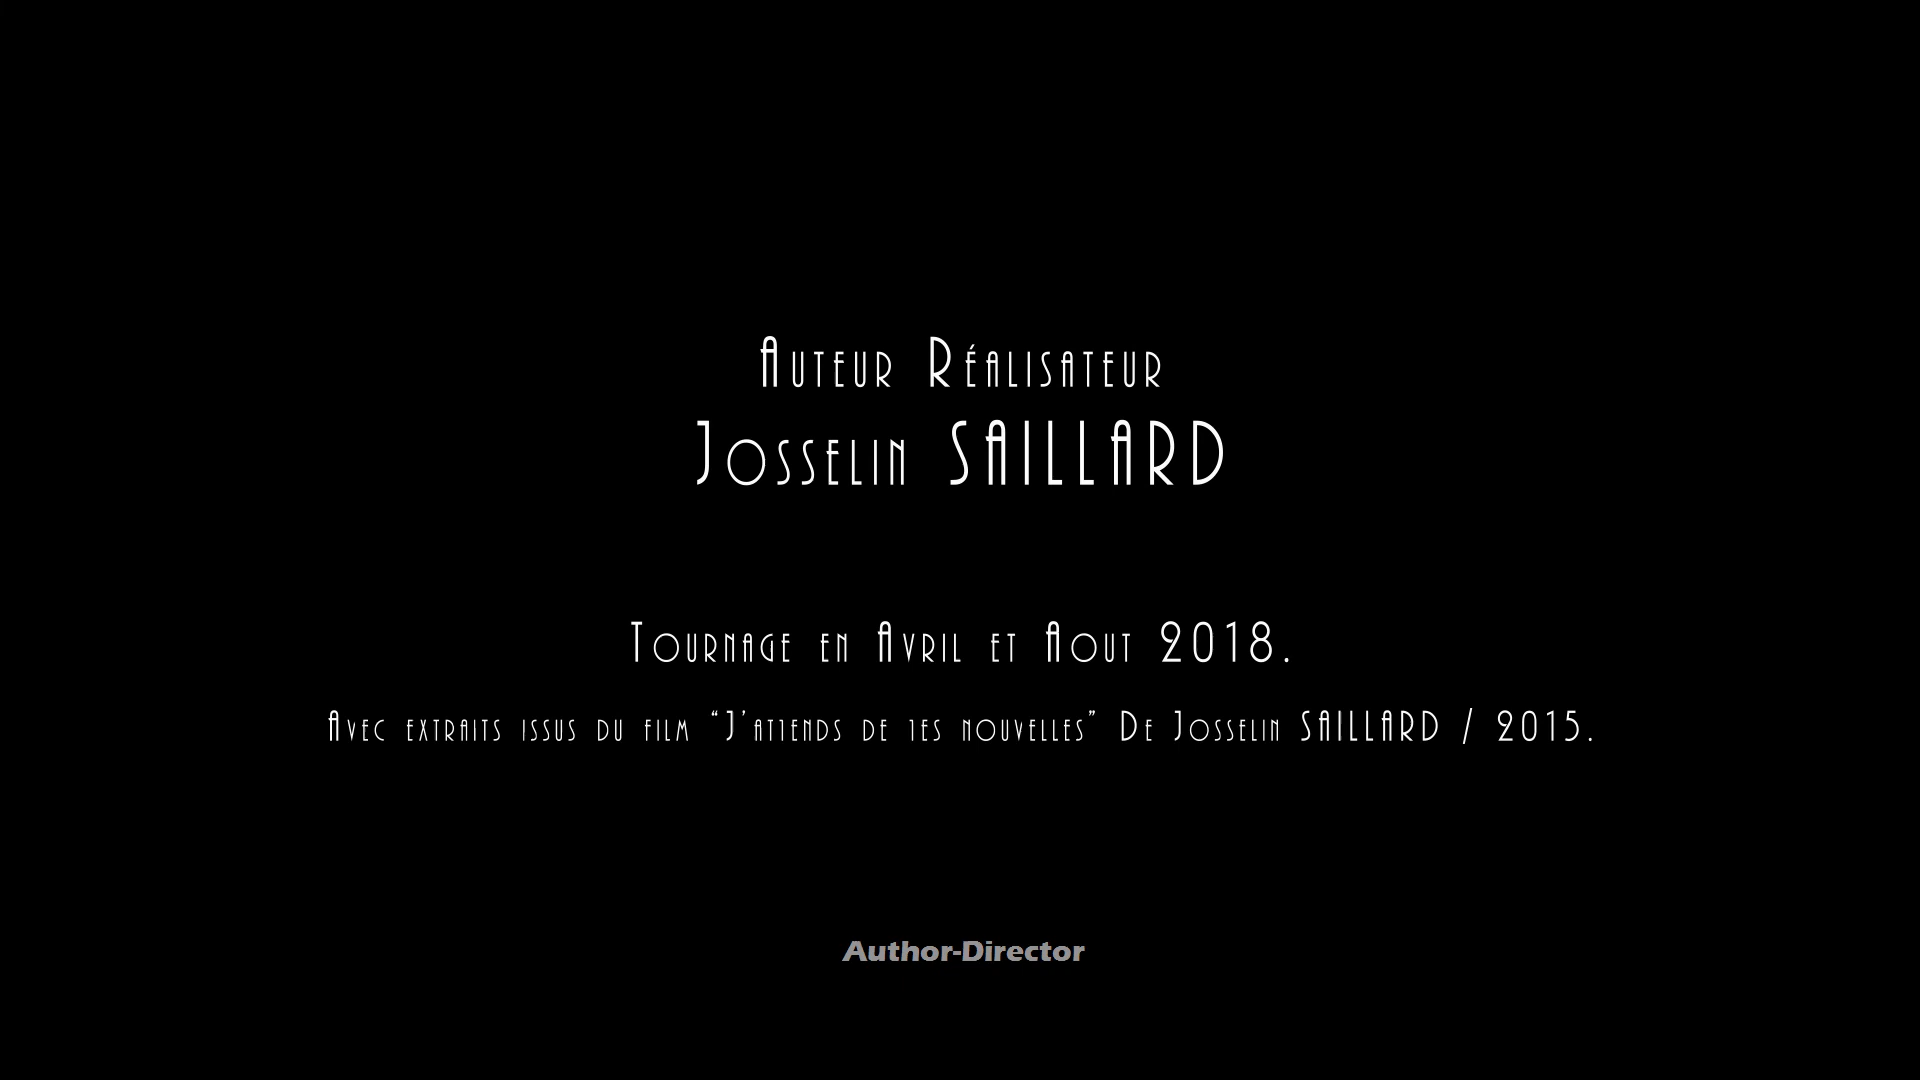 Auteur Réalisateur
Josselin SAILLARD
Tournage en Avril et Aout 2018.
Avec extraits issus du film “J’attends de tes nouvelles” De Josselin SAILLARD / 2015.
Author-Director